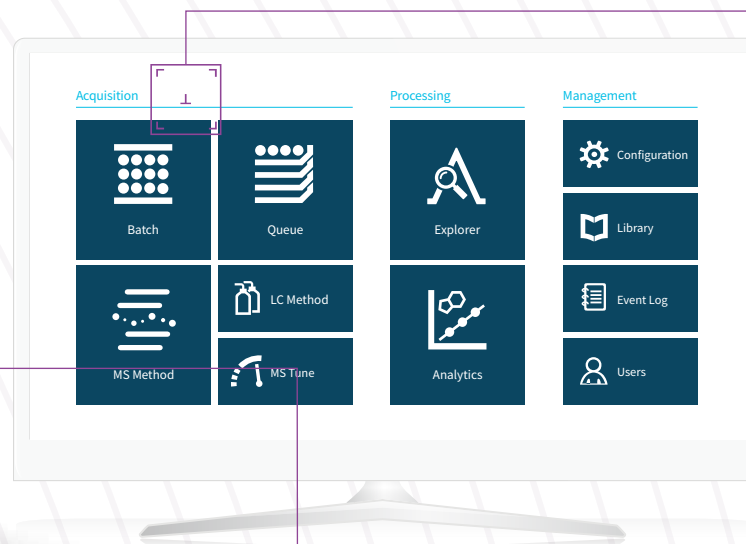 Acquisition
Processing
Management
Batch
Queue
Explorer
Configuration
Library
MS Method
LC Method
MS Tune
Analytics
Event Log
Users